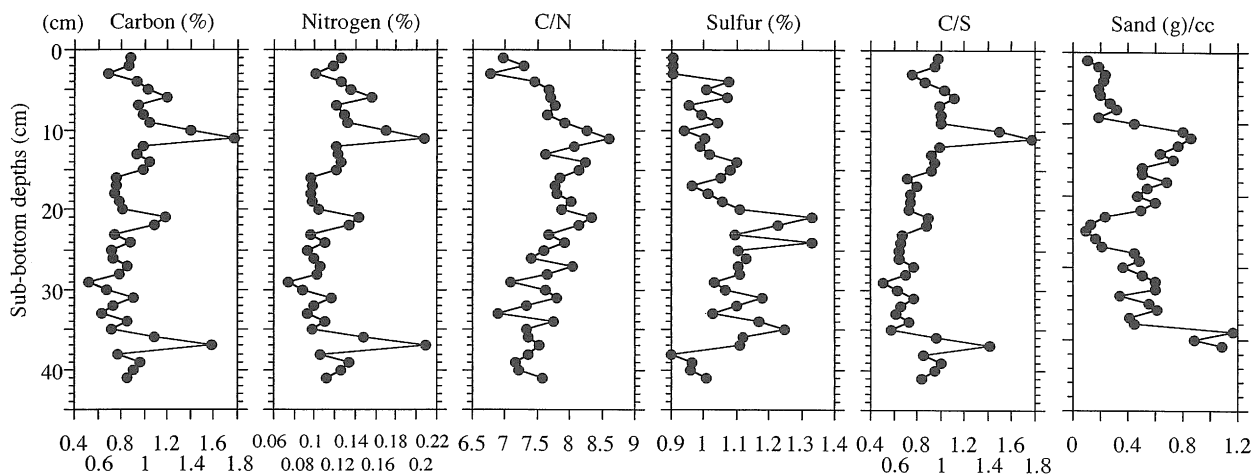 (cm) Carbon (%) Nitrogen (%) C/N Sulfur (%) C/S Sand (g)/cc
0
10
20
30
40
Sub-bottom depths (cm)
0.4 0.8 1.2 1.6 0.06 0.1 0.14 0.18 0.22 6.5 7 7.5 8 8.5 9 0.9 1 1.1 1.2 1.3 1.4 0.4 0.8 1.2 1.6 0 0.4 0.8 1.2
0.6 1 1.4 1.8 0.08 0.12 0.16 0.2 0.6 1 1.4 1.8